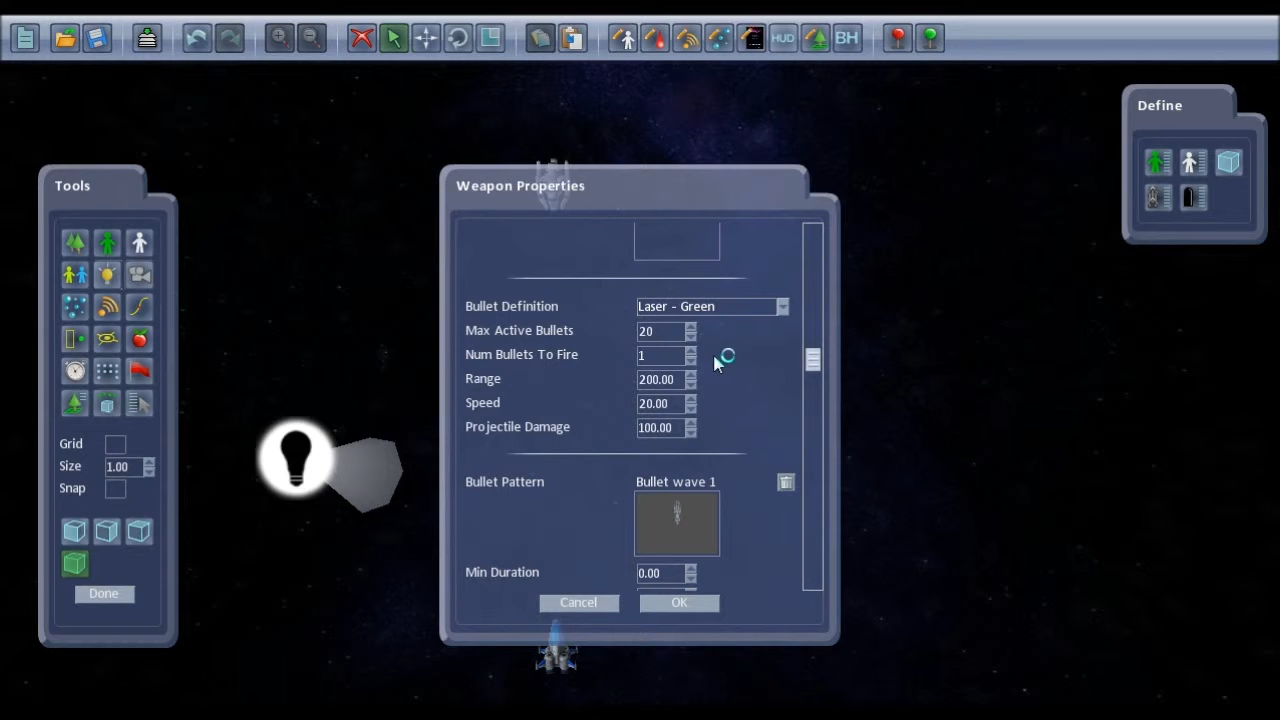 HUD
BH
Define
Tools
Weapon Properties
Bullet Definition
Laser - Green
Max Active Bullets
20
Num Bullets To Fire
1
Range
200.00
Speed
20.00
Projectile Damage
100.00
Grid
Size
1.00
Snap
Bullet Pattern
Bullet wave 1
Min Duration
0.00
Done
Cancel
OK